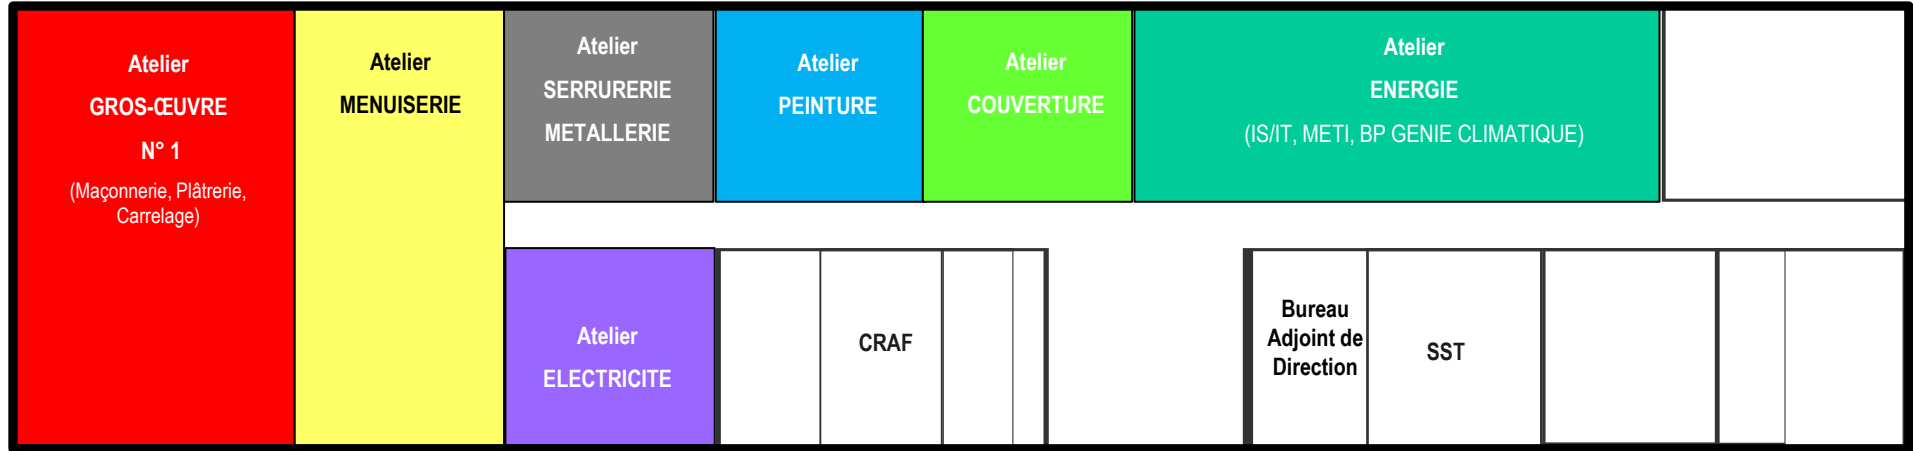 Atelier
GROS-ŒUVRE
N° 1
(Maçonnerie, Plâtrerie,
Carrelage)
Atelier
MENUISERIE
Atelier
SERRURERIE
METALLERIE
Atelier
PEINTURE
Atelier
COUVERTURE
Atelier
ENERGIE
(IS/IT, METI, BP GENIE CLIMATIQUE)
Atelier
ELECTRICITE
CRAF
Bureau
Adjoint de
Direction
SST